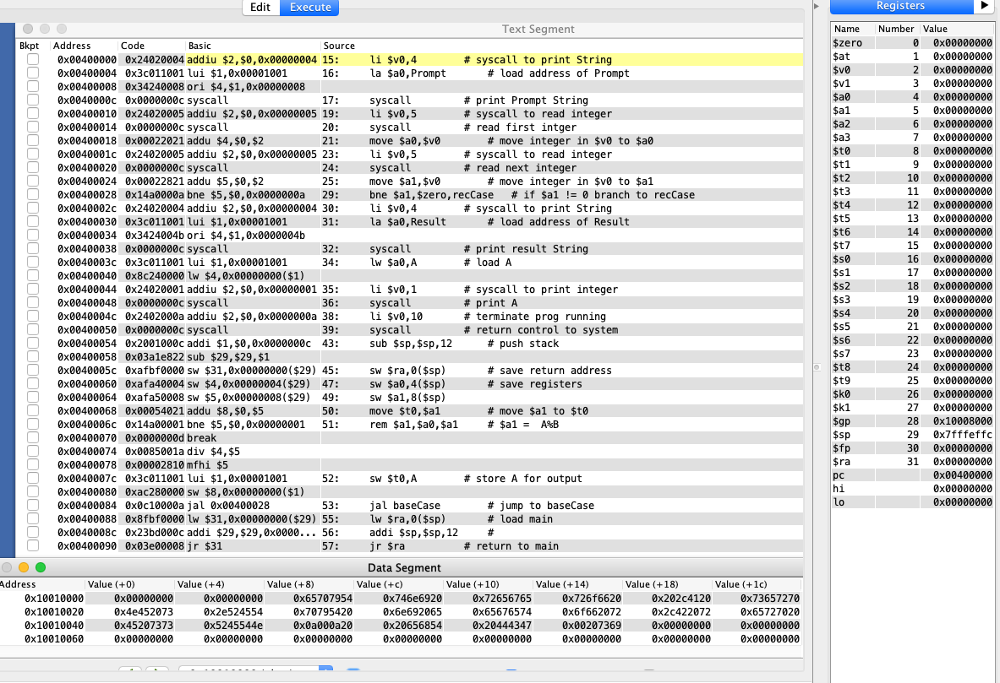 Edit Execute
Text Segment
Bkpt Address Code Basic Source
0x00400000 0x24020004 addiu $2,$0,0x00000004 15: li $v0,4 # syscall to print String
0x00400004 0x3c011001 lui $1,0x00001001 16: la $a0,Prompt # load address of Prompt
0x00400008 0x34240008 ori $4,$1,0x00000008
0x0040000c 0x0000000c syscall 17: syscall # print Prompt String
0x00400010 0x24020005 addiu $2,$0,0x00000005 19: li $v0,5 # syscall to read integer
0x00400014 0x0000000c syscall 20: syscall # read first intger
0x00400018 0x00022021 addu $4,$0,$2 21: move $a0,$v0 # move integer in $v0 to $a0
0x0040001c 0x24020005 addiu $2,$0,0x00000005 23: li $v0,5 # syscall to read integer
0x00400020 0x0000000c syscall 24: syscall # read next integer
0x00400024 0x00022821 addu $5,$0,$2 25: move $a1,$v0 # move integer in $v0 to $a1
0x00400028 0x14a0000a bne $5,$0,0x0000000a 29: bne $a1,$zero,recCase # if $a1 != 0 branch to recCase
0x0040002c 0x24020004 addiu $2,$0,0x00000004 30: li $v0,4 # syscall to print String
0x00400030 0x3c011001 lui $1,0x00001001 31: la $a0,Result # load address of Result
0x00400034 0x3424004b ori $4,$1,0x0000004b
0x00400038 0x0000000c syscall 32: syscall # print result String
0x0040003c 0x3c011001 lui $1,0x00001001 34: lw $a0,A # load A
0x00400040 0x8c240000 lw $4,0x00000000($1)
0x00400044 0x24020001 addiu $2,$0,0x00000001 35: li $v0,1 # syscall to print integer
0x00400048 0x0000000c syscall 36: syscall # print A
0x0040004c 0x2402000a addiu $2,$0,0x0000000a 38: li $v0,10 # terminate prog running
0x00400050 0x0000000c syscall 39: syscall # return control to system
0x00400054 0x2001000c addi $1,$0,0x0000000c 43: sub $sp,$sp,12 # push stack
0x00400058 0x03a1e822 sub $29,$29,$1
0x0040005c 0xafbf0000 sw $31,0x00000000($29) 45: sw $ra,0($sp) # save return address
0x00400060 0xafa40004 sw $4,0x00000004($29) 47: sw $a0,4($sp) # save registers
0x00400064 0xafa50008 sw $5,0x00000008($29) 49: sw $a1,8($sp)
0x00400068 0x00054021 addu $8,$0,$5 50: move $t0,$a1 # move $a1 to $t0
0x0040006c 0x14a00001 bne $5,$0,0x00000001 51: rem $a1,$a0,$a1 # $a1 = A%B
0x00400070 0x0000000d break
0x00400074 0x0085001a div $4,$5
0x00400078 0x00002810 mfhi $5
0x0040007c 0x3c011001 lui $1,0x00001001 52: sw $t0,A # store A for output
0x00400080 0xac280000 sw $8,0x00000000($1)
0x00400084 0x0c10000a jal 0x00400028 53: jal baseCase # jump to baseCase
0x00400088 0x8fbf0000 lw $31,0x00000000($29) 55: lw $ra,0($sp) # load main
0x0040008c 0x23bd000c addi $29,$29,0x0000... 56: addi $sp,$sp,12 #
0x00400090 0x03e00008 jr $31 57: jr $ra # return to main
Data Segment
Address Value (+0) Value (+4) Value (+8) Value (+c) Value (+10) Value (+14) Value (+18) Value (+1c)
0x10010000 0x00000000 0x00000000 0x65707954 0x746e6920 0x72656765 0x726f6620 0x202c4120 0x73657270
0x10010020 0x4e452073 0x2e524554 0x70795420 0x6e692065 0x65676574 0x6f662072 0x2c422072 0x65727020
0x10010040 0x45207373 0x5245544e 0x0a000a20 0x20656854 0x20444347 0x00207369 0x00000000 0x00000000
0x10010060 0x00000000 0x00000000 0x00000000 0x00000000 0x00000000 0x00000000 0x00000000 0x00000000
Registers
Name Number Value
$zero 0 0x00000000
$at 1 0x00000000
$v0 2 0x00000000
$v1 3 0x00000000
$a0 4 0x00000000
$a1 5 0x00000000
$a2 6 0x00000000
$a3 7 0x00000000
$t0 8 0x00000000
$t1 9 0x00000000
$t2 10 0x00000000
$t3 11 0x00000000
$t4 12 0x00000000
$t5 13 0x00000000
$t6 14 0x00000000
$t7 15 0x00000000
$s0 16 0x00000000
$s1 17 0x00000000
$s2 18 0x00000000
$s3 19 0x00000000
$s4 20 0x00000000
$s5 21 0x00000000
$s6 22 0x00000000
$s7 23 0x00000000
$t8 24 0x00000000
$t9 25 0x00000000
$k0 26 0x00000000
$k1 27 0x00000000
$gp 28 0x10008000
$sp 29 0x7fffeffc
$fp 30 0x00000000
$ra 31 0x00000000
pc 0x00400000
hi 0x00000000
lo 0x00000000